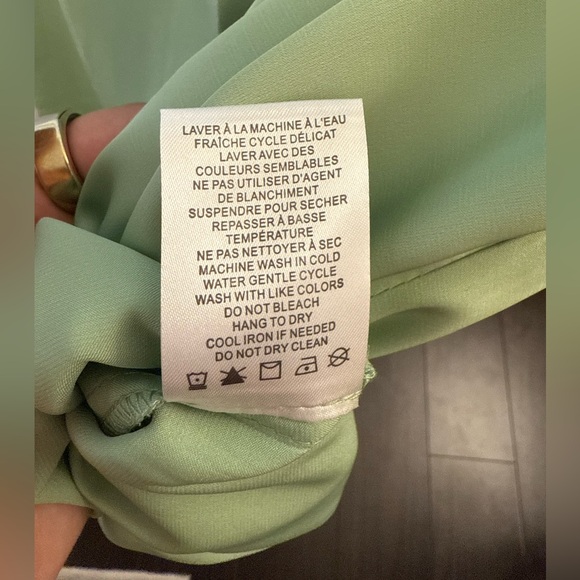 LAVER À LA MACHINE À L'EAU
FRAÎCHE CYCLE DÉLICAT
LAVER AVEC DES
COULEURS SEMBLABLES
NE PAS UTILISER D'AGENT
DE BLANCHIMENT
SUSPENDRE POUR SECHER
REPASSER À BASSE
TEMPÉRATURE
NE PAS NETTOYER À SEC
MACHINE WASH IN COLD
WATER GENTLE CYCLE
WASH WITH LIKE COLORS
DO NOT BLEACH
HANG TO DRY
COOL IRON IF NEEDED
DO NOT DRY CLEAN